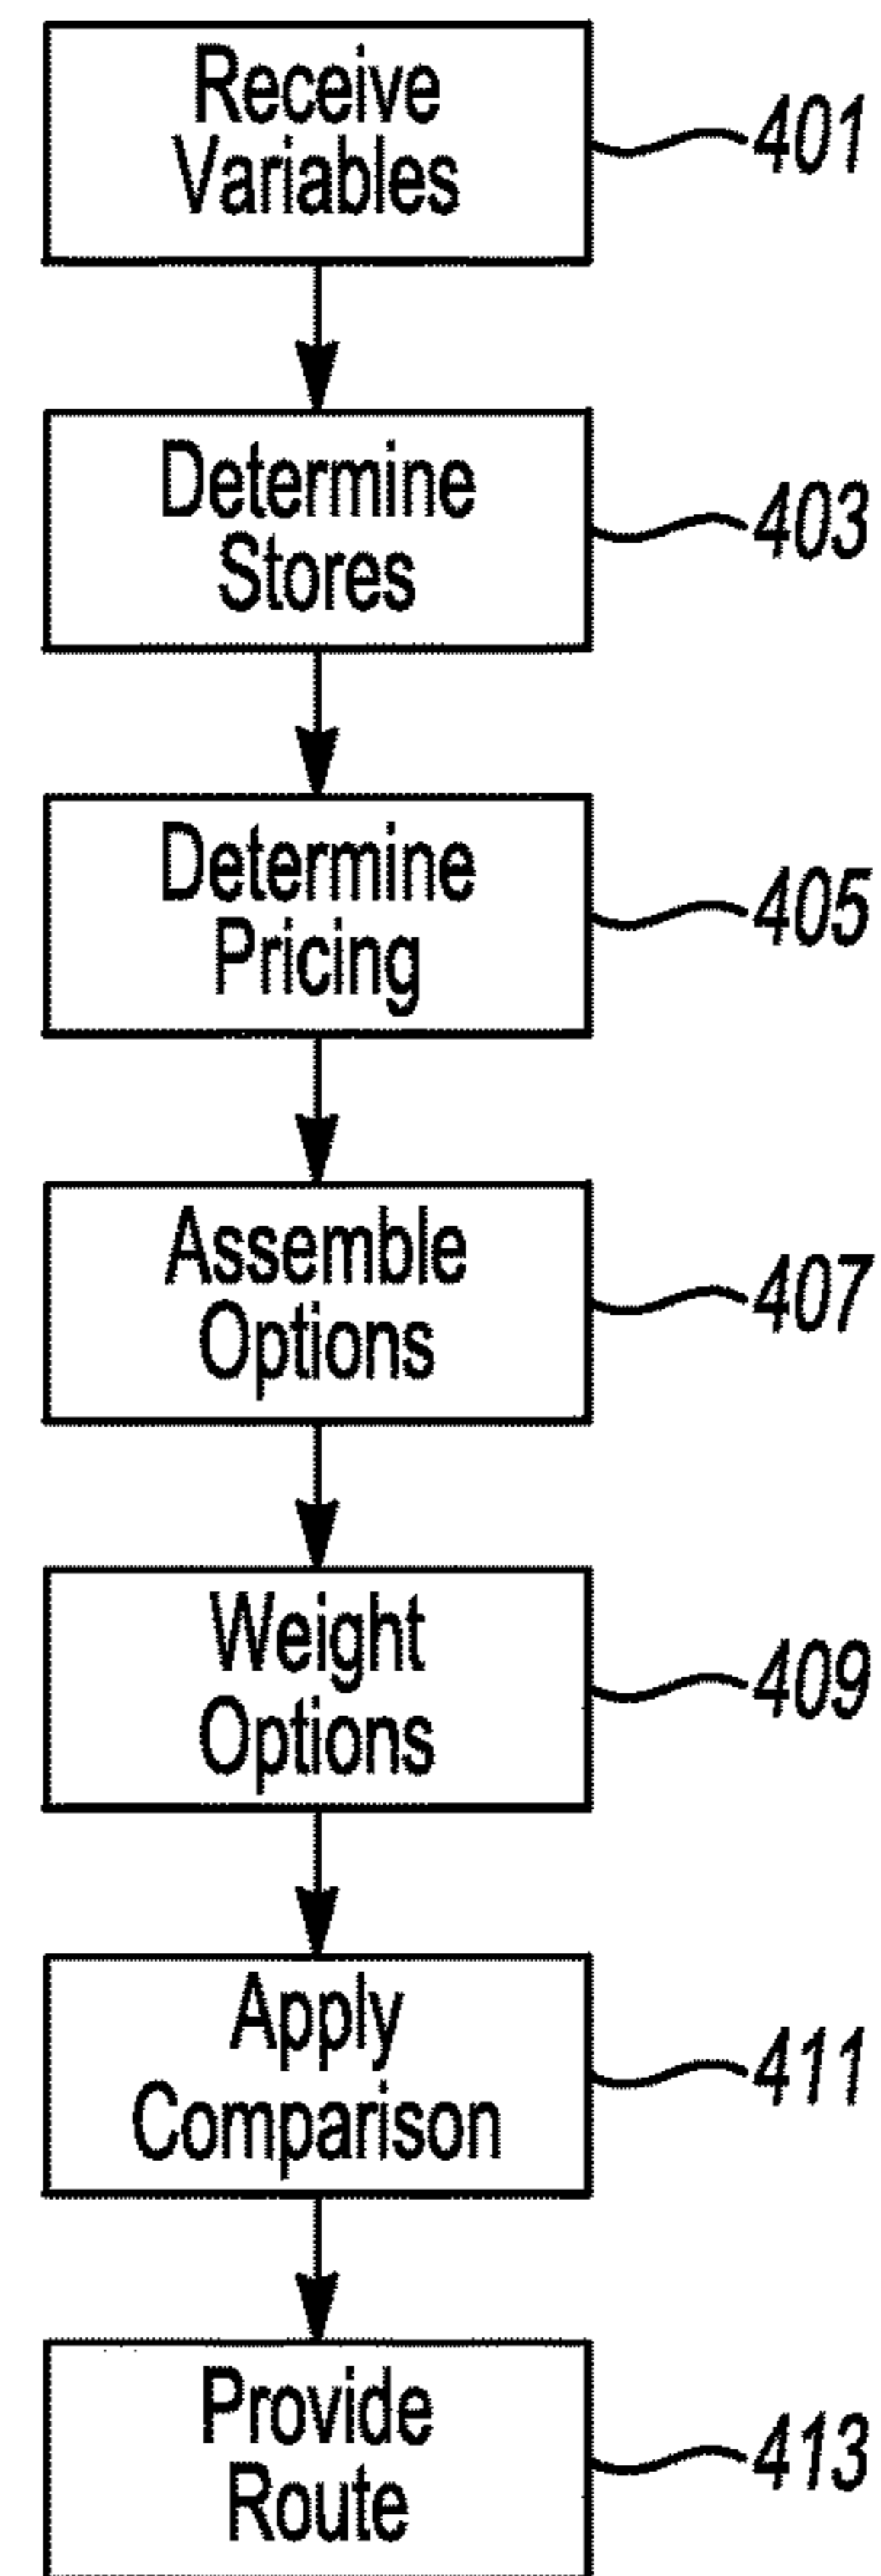 Receive
Variables
401
Determine
Stores
403
Determine
Pricing
405
Assemble
Options
407
Weight
Options
409
Apply
Comparison
411
Provide
Route
413